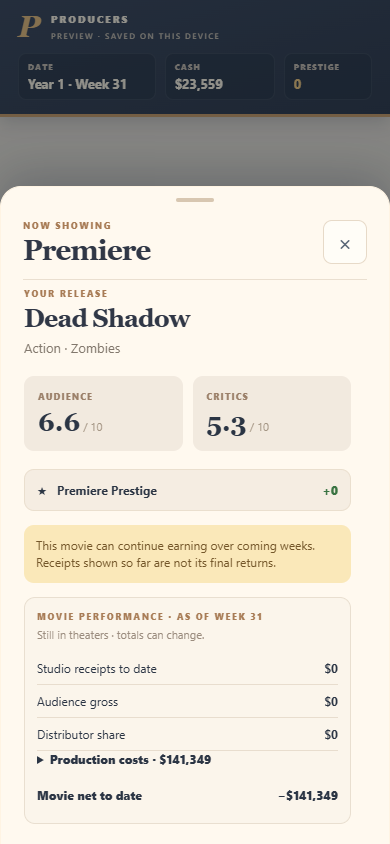 P PRODUCERS
PREVIEW · SAVED ON THIS DEVICE
DATE
Year 1 · Week 31
CASH
$23,559
PRESTIGE
0
NOW SHOWING
Premiere
×
YOUR RELEASE
Dead Shadow
Action · Zombies
AUDIENCE
6.6 / 10
CRITICS
5.3 / 10
★ Premiere Prestige +0
This movie can continue earning over coming weeks.
Receipts shown so far are not its final returns.
MOVIE PERFORMANCE · AS OF WEEK 31
Still in theaters · totals can change.
Studio receipts to date $0
Audience gross $0
Distributor share $0
▶ Production costs · $141,349
Movie net to date −$141,349